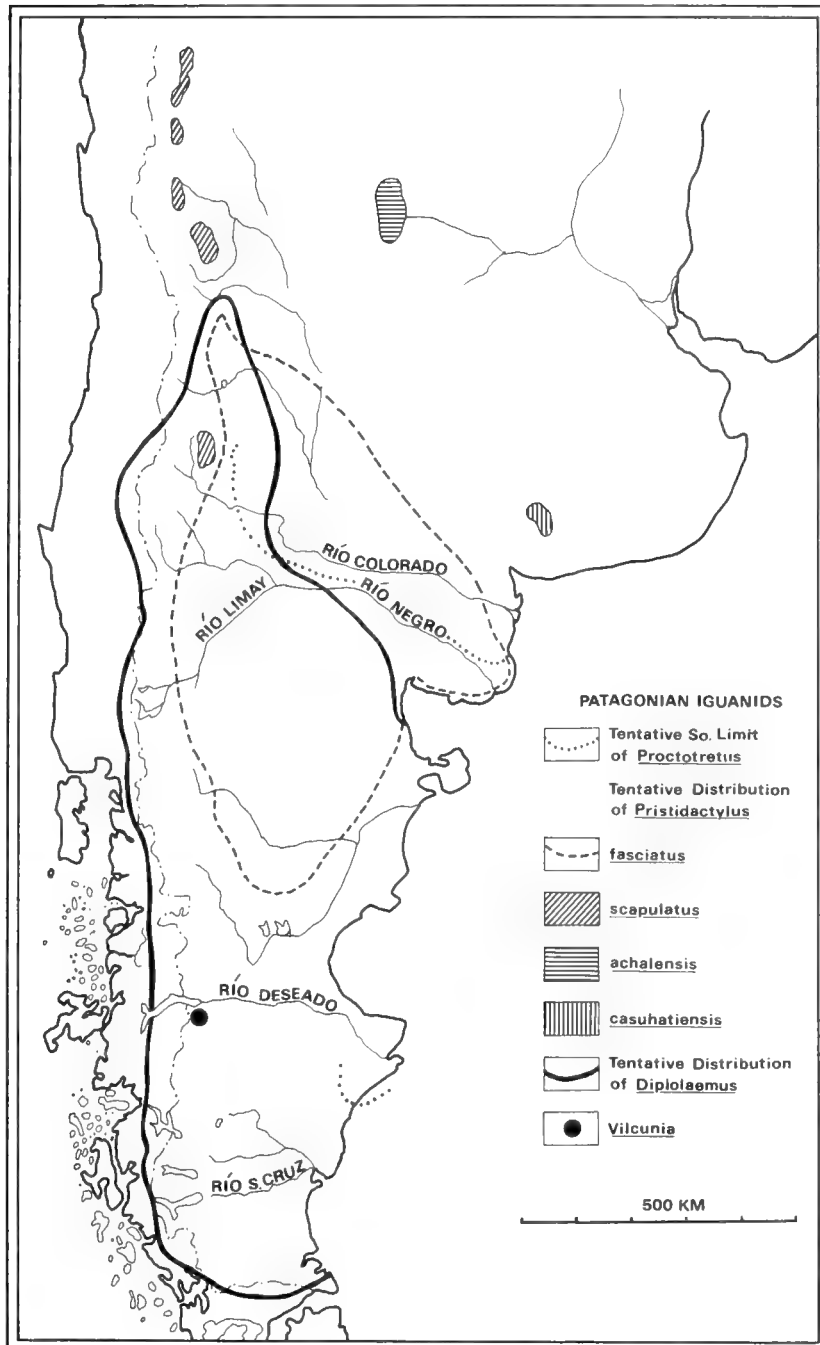 RÍO COLORADO
RÍO LIMAY
RÍO NEGRO
PATAGONIAN IGUANIDS
Tentative So. Limit
of Proctotretus
Tentative Distribution
of Pristidactylus
fasciatus
scapulatus
achalensis
casuhatiensis
Tentative Distribution
of Diplolaemus
Vilcunia
RÍO DESEADO
RÍO S. CRUZ
500 KM